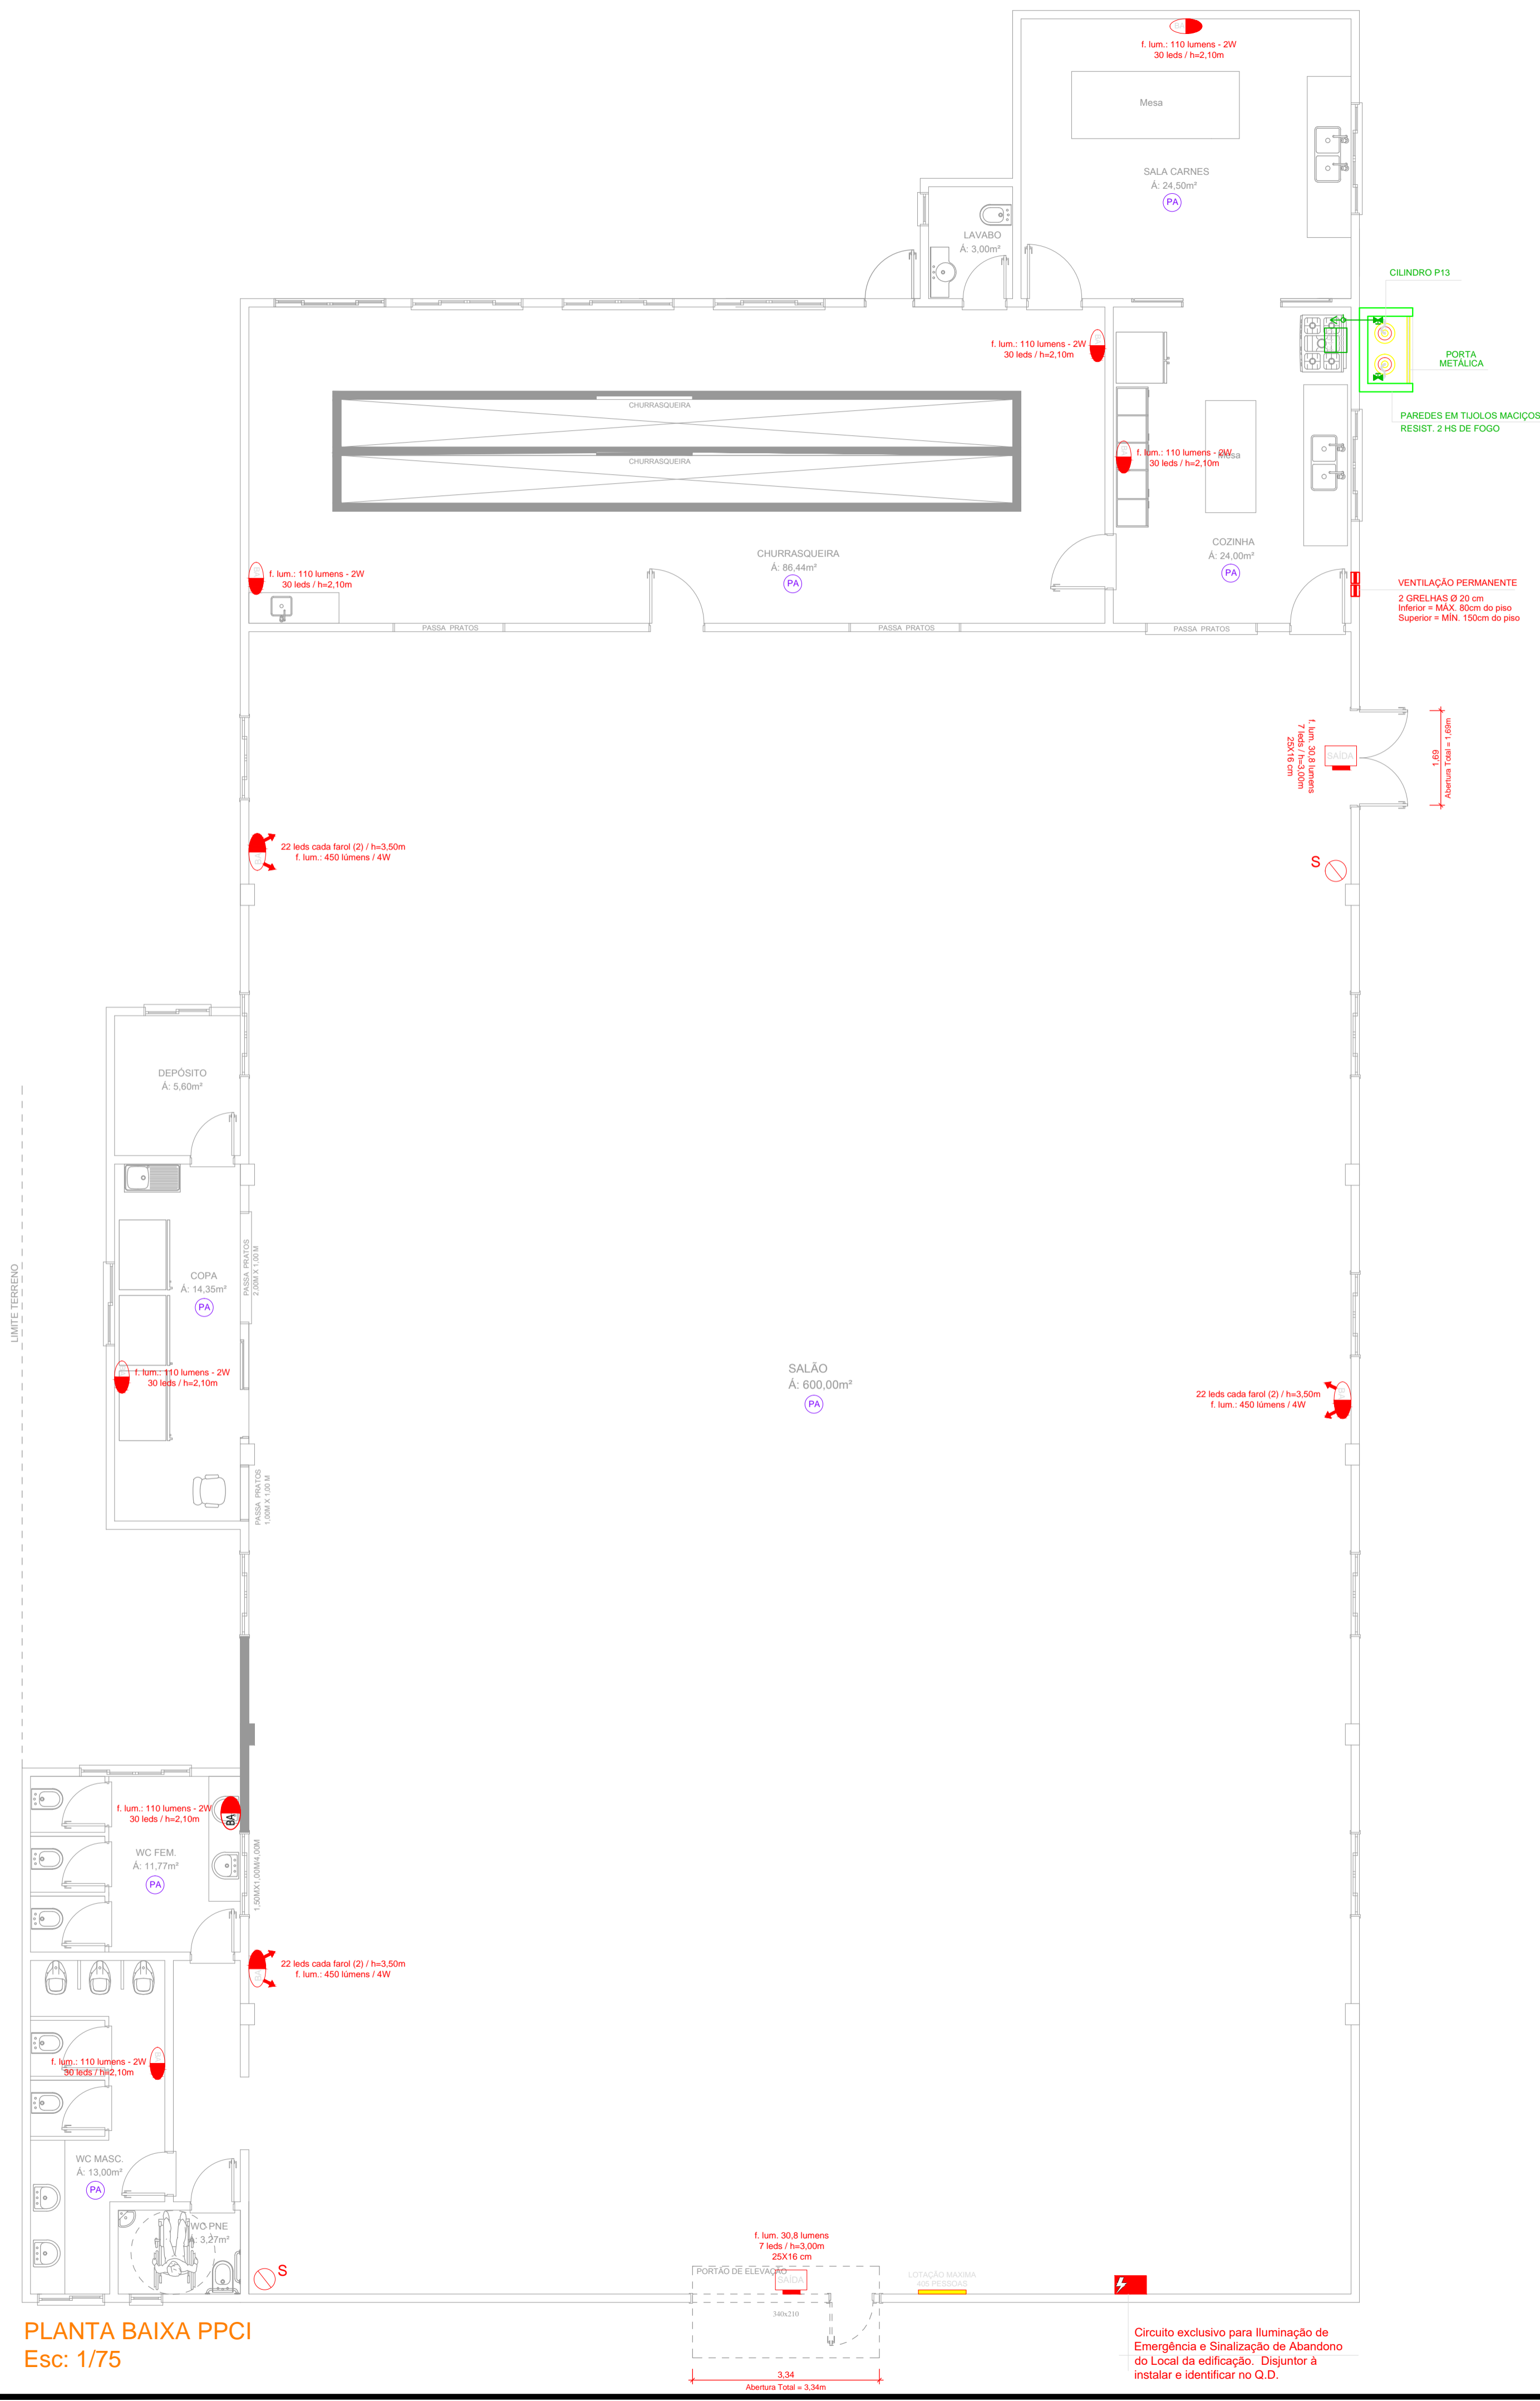 f. lum.: 110 lumens - 2W
30 leds / h=2,10m
Mesa
SALA CARNES
Á: 24,50m²
PA
LAVABO
Á: 3,00m²
CILINDRO P13
f. lum.: 110 lumens - 2W
30 leds / h=2,10m
PORTA
METÁLICA
CHURRASQUEIRA
PAREDES EM TIJOLOS MACIÇOS
RESIST. 2 HS DE FOGO
CHURRASQUEIRA
f. lum.: 110 lumens - 2W
30 leds / h=2,10m
Mesa
CHURRASQUEIRA
Á: 86,44m²
PA
COZINHA
Á: 24,00m²
PA
f. lum.: 110 lumens - 2W
30 leds / h=2,10m
VENTILAÇÃO PERMANENTE
2 GRELHAS Ø 20 cm
Inferior = MÁX. 80cm do piso
Superior = MÍN. 150cm do piso
PASSA PRATOS
PASSA PRATOS
PASSA PRATOS
f. lum. 30,8 lumens
7 leds / h=3,00m
25X16 cm
SAÍDA
1,69
Abertura Total = 1,69m
22 leds cada farol (2) / h=3,50m
f. lum.: 450 lúmens / 4W
S
DEPÓSITO
Á: 5,60m²
LIMITE TERRENO
COPA
Á: 14,35m²
PA
PASSA PRATOS
2,00M X 1,00 M
f. lum.: 110 lumens - 2W
30 leds / h=2,10m
SALÃO
Á: 600,00m²
PA
22 leds cada farol (2) / h=3,50m
f. lum.: 450 lúmens / 4W
PASSA PRATOS
1,00M X 1,00 M
f. lum.: 110 lumens - 2W
30 leds / h=2,10m
BA
WC FEM.
Á: 11,77m²
PA
1,50MX1,00M/4,00M
22 leds cada farol (2) / h=3,50m
f. lum.: 450 lúmens / 4W
f. lum.: 110 lumens - 2W
30 leds / h=2,10m
WC MASC.
Á: 13,00m²
PA
WC PNE
Á: 3,27m²
S
f. lum. 30,8 lumens
7 leds / h=3,00m
25X16 cm
PORTÃO DE ELEVAÇÃO
SAÍDA
340x210
LOTAÇÃO MAXIMA
405 PESSOAS
3,34
Abertura Total = 3,34m
Circuito exclusivo para Iluminação de
Emergência e Sinalização de Abandono
do Local da edificação. Disjuntor à
instalar e identificar no Q.D.
PLANTA BAIXA PPCI
Esc: 1/75